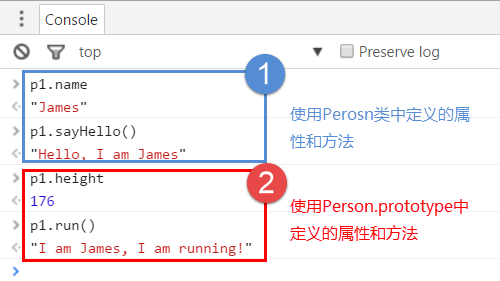 Console
top
Preserve log
p1.name
"James"
p1.sayHello()
"Hello, I am James"
1
使用Perosn类中定义的属
性和方法
p1.height
176
p1.run()
"I am James, I am running!"
2
使用Person.prototype中
定义的属性和方法